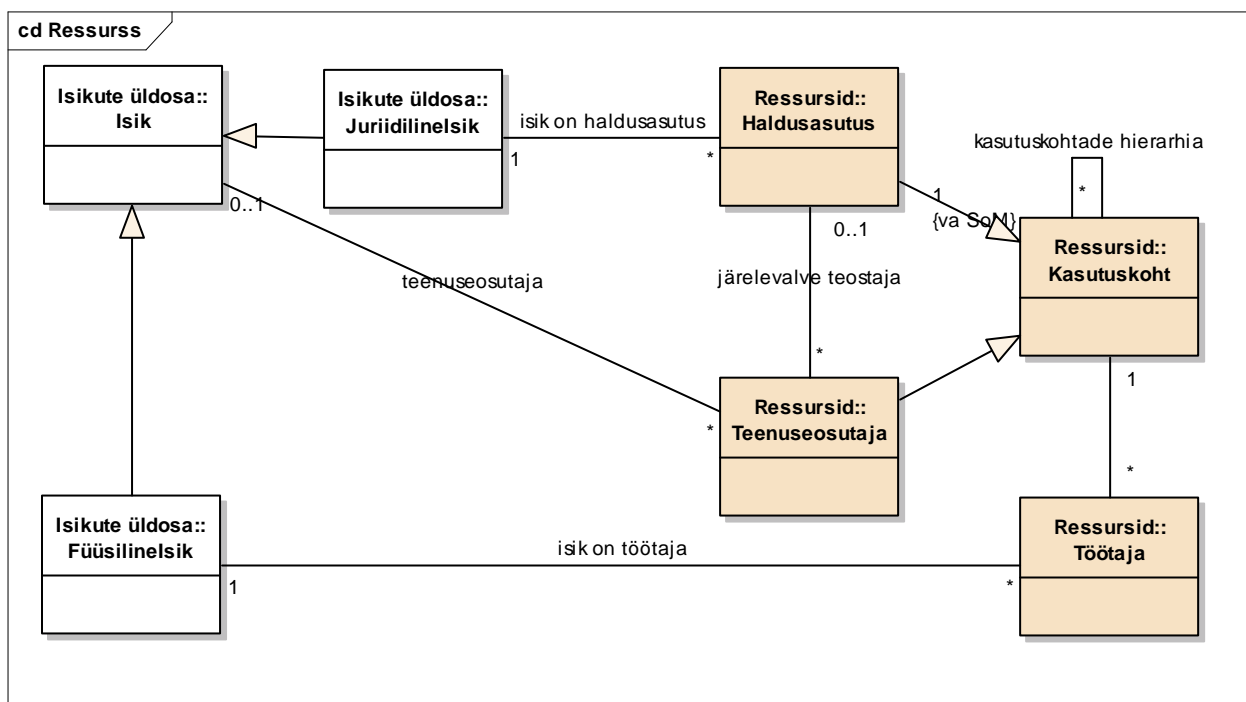 cd Ressurss
Isikute üldosa::
Isik
Isikute üldosa::
JuriidilineIsik
isik on haldusasutus
1
*
Ressursid::
Haldusasutus
kasutuskohtade hierarhia
*
1
{va SoM}
0..1
0..1
Ressursid::
Kasutuskoht
teenuseosutaja
järelevalve teostaja
*
*
Ressursid::
Teenuseosutaja
1
*
Isikute üldosa::
FüüsilineIsik
isik on töötaja
1
*
Ressursid::
Töötaja